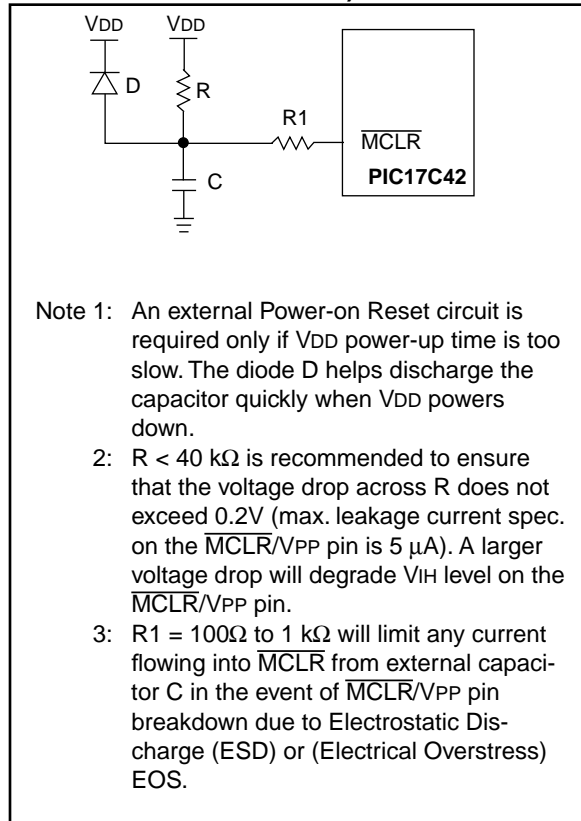 VDD VDD
D
R
R1
MCLR
C
PIC17C42
Note 1: An external Power-on Reset circuit is
required only if VDD power-up time is too
slow. The diode D helps discharge the
capacitor quickly when VDD powers
down.
2: R < 40 kΩ is recommended to ensure
that the voltage drop across R does not
exceed 0.2V (max. leakage current spec.
on the MCLR/VPP pin is 5 μA). A larger
voltage drop will degrade VIH level on the
MCLR/VPP pin.
3: R1 = 100Ω to 1 kΩ will limit any current
flowing into MCLR from external capaci-
tor C in the event of MCLR/VPP pin
breakdown due to Electrostatic Dis-
charge (ESD) or (Electrical Overstress)
EOS.